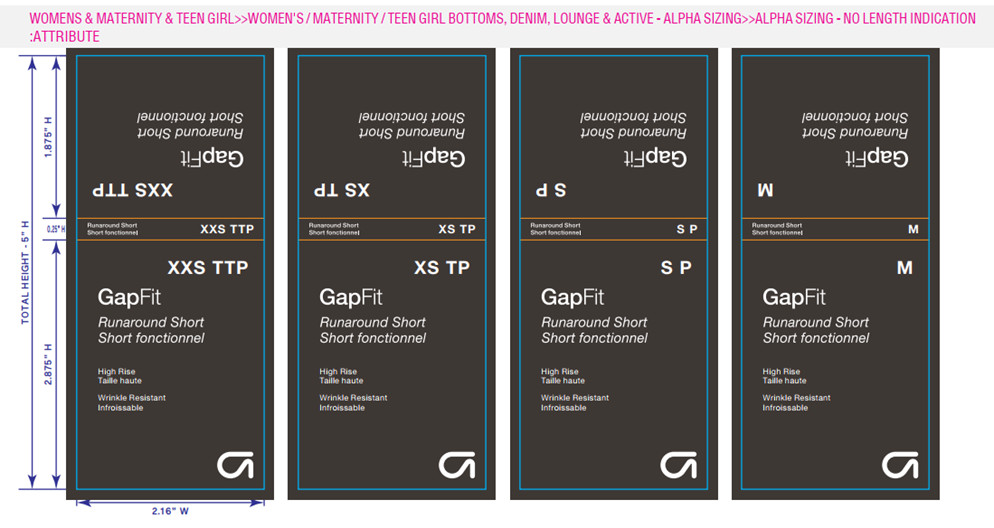 WOMENS & MATERNITY & TEEN GIRL>>WOMEN'S / MATERNITY / TEEN GIRL BOTTOMS, DENIM, LOUNGE & ACTIVE - ALPHA SIZING>>ALPHA SIZING - NO LENGTH INDICATION
:ATTRIBUTE
TOTAL HEIGHT - 5" H
1.875" H
0.25" H
2.875" H
2.16" W
XXS TTP
GapFit
Runaround Short
Short fonctionnel
Runaround Short
Short fonctionnel
XXS TTP
XXS TTP
GapFit
Runaround Short
Short fonctionnel
High Rise
Taille haute
Wrinkle Resistant
Infroissable
XS TP
GapFit
Runaround Short
Short fonctionnel
Runaround Short
Short fonctionnel
XS TP
XS TP
GapFit
Runaround Short
Short fonctionnel
High Rise
Taille haute
Wrinkle Resistant
Infroissable
S P
GapFit
Runaround Short
Short fonctionnel
Runaround Short
Short fonctionnel
S P
S P
GapFit
Runaround Short
Short fonctionnel
High Rise
Taille haute
Wrinkle Resistant
Infroissable
M
GapFit
Runaround Short
Short fonctionnel
Runaround Short
Short fonctionnel
M
M
GapFit
Runaround Short
Short fonctionnel
High Rise
Taille haute
Wrinkle Resistant
Infroissable